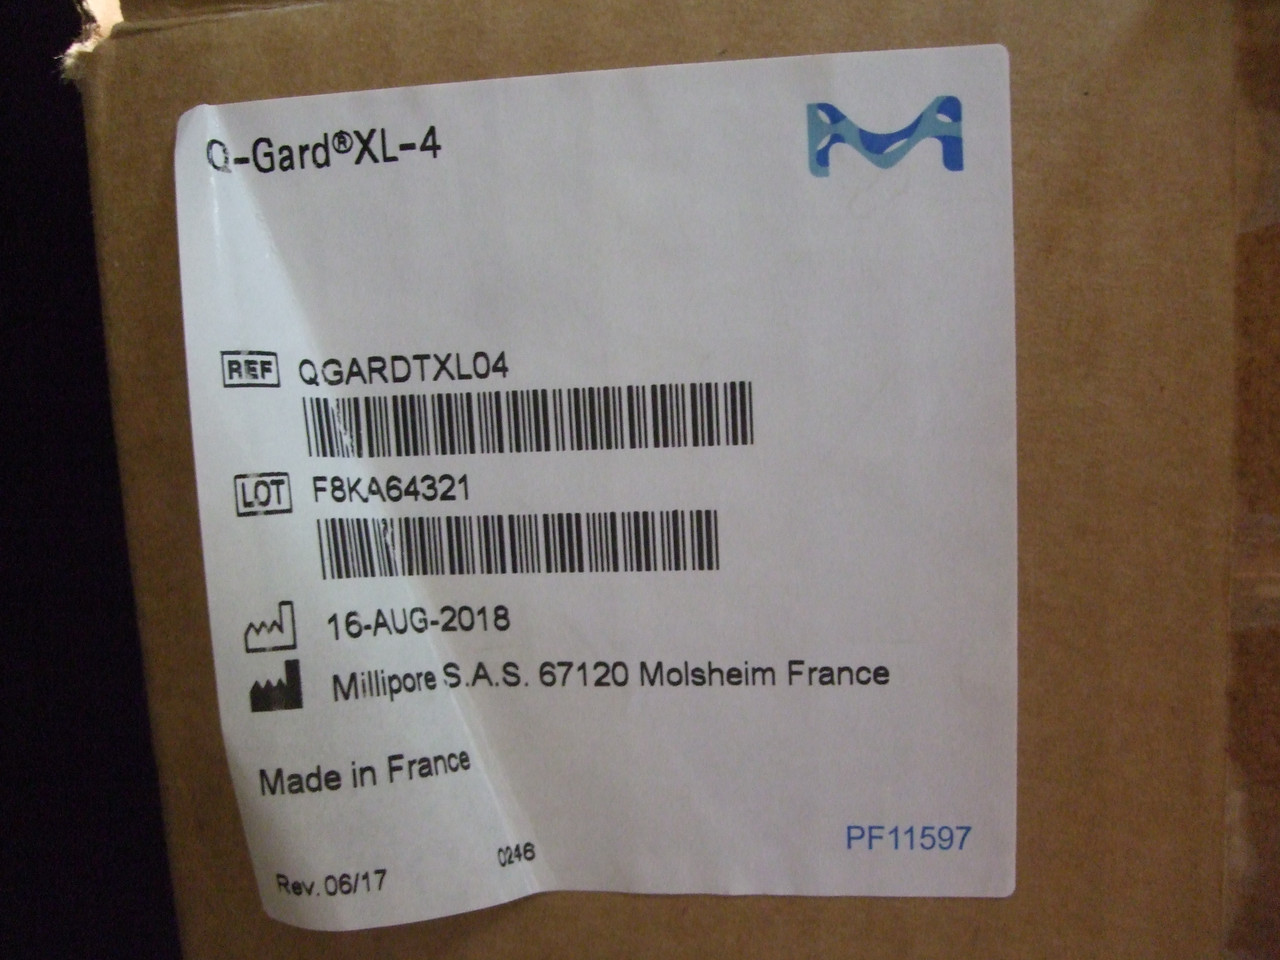 Q-Gard®XL-4
REF QGARDTXL04
LOT F8KA64321
16-AUG-2018
Millipore S.A.S. 67120 Molsheim France
Made in France
PF11597
0246
Rev. 06/17